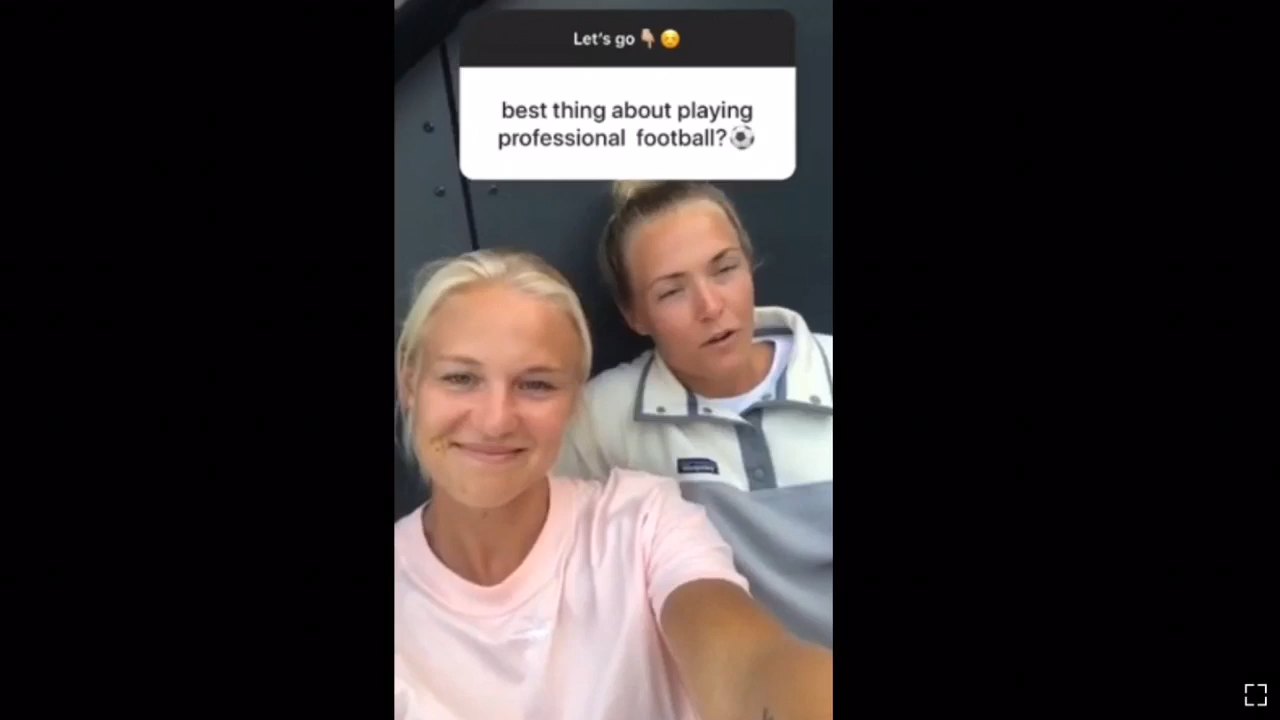 Let's go 👇🏼☺️
best thing about playing
professional football?⚽